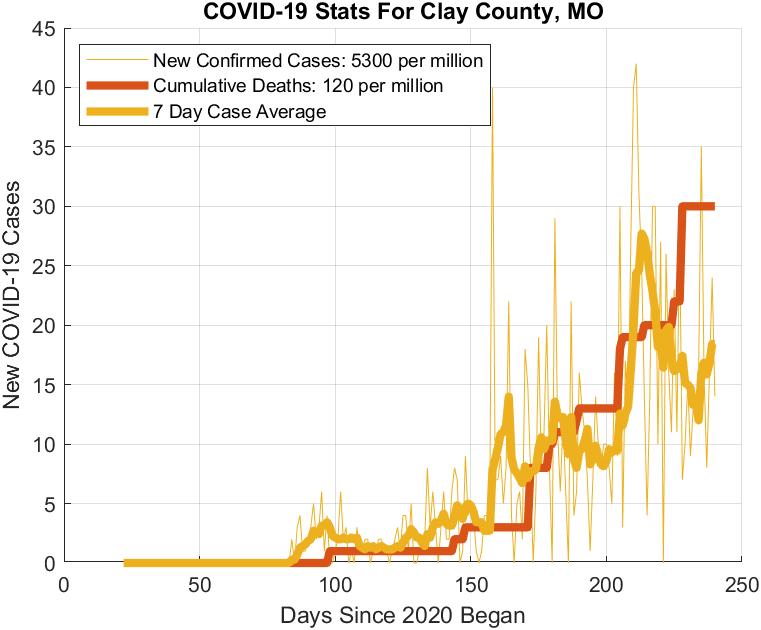 COVID-19 Stats For Clay County, MO
New Confirmed Cases: 5300 per million
Cumulative Deaths: 120 per million
7 Day Case Average
New COVID-19 Cases
45
40
35
30
25
20
15
10
5
0
0 50 100 150 200 250
Days Since 2020 Began